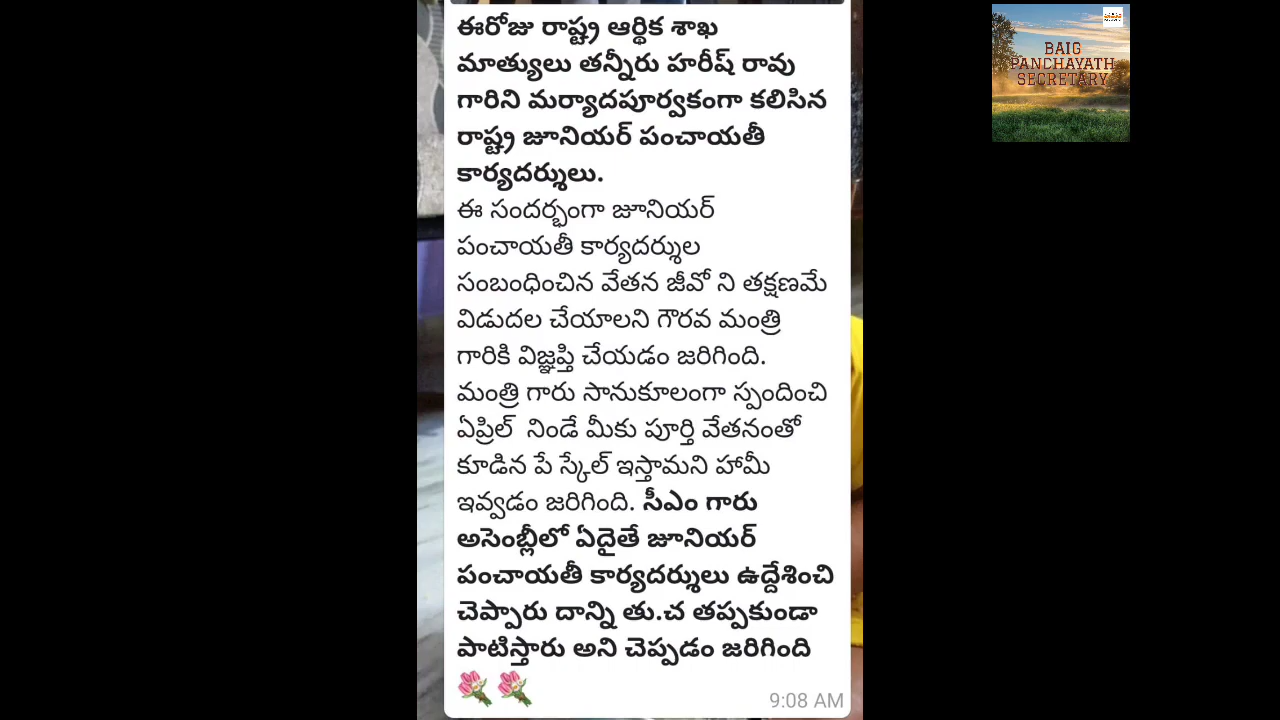 ఈరోజు రాష్ట్ర ఆర్థిక శాఖ
మాత్యులు తన్నీరు హరీష్ రావు
గారిని మర్యాదపూర్వకంగా కలిసిన
రాష్ట్ర జూనియర్ పంచాయతీ
కార్యదర్శులు.
ఈ సందర్భంగా జూనియర్
పంచాయతీ కార్యదర్శుల
సంబంధించిన వేతన జీవో ని తక్షణమే
విడుదల చేయాలని గౌరవ మంత్రి
గారికి విజ్ఞప్తి చేయడం జరిగింది.
మంత్రి గారు సానుకూలంగా స్పందించి
ఏప్రిల్ నిండే మీకు పూర్తి వేతనంతో
కూడిన పే స్కేల్ ఇస్తామని హామీ
ఇవ్వడం జరిగింది. సీఎం గారు
అసెంబ్లీలో ఏదైతే జూనియర్
పంచాయతీ కార్యదర్శులు ఉద్దేశించి
చెప్పారు దాన్ని తు.చ తప్పకుండా
పాటిస్తారు అని చెప్పడం జరిగింది
💐💐
9:08 AM
BAIG
PANCHAYATH
SECRETARY